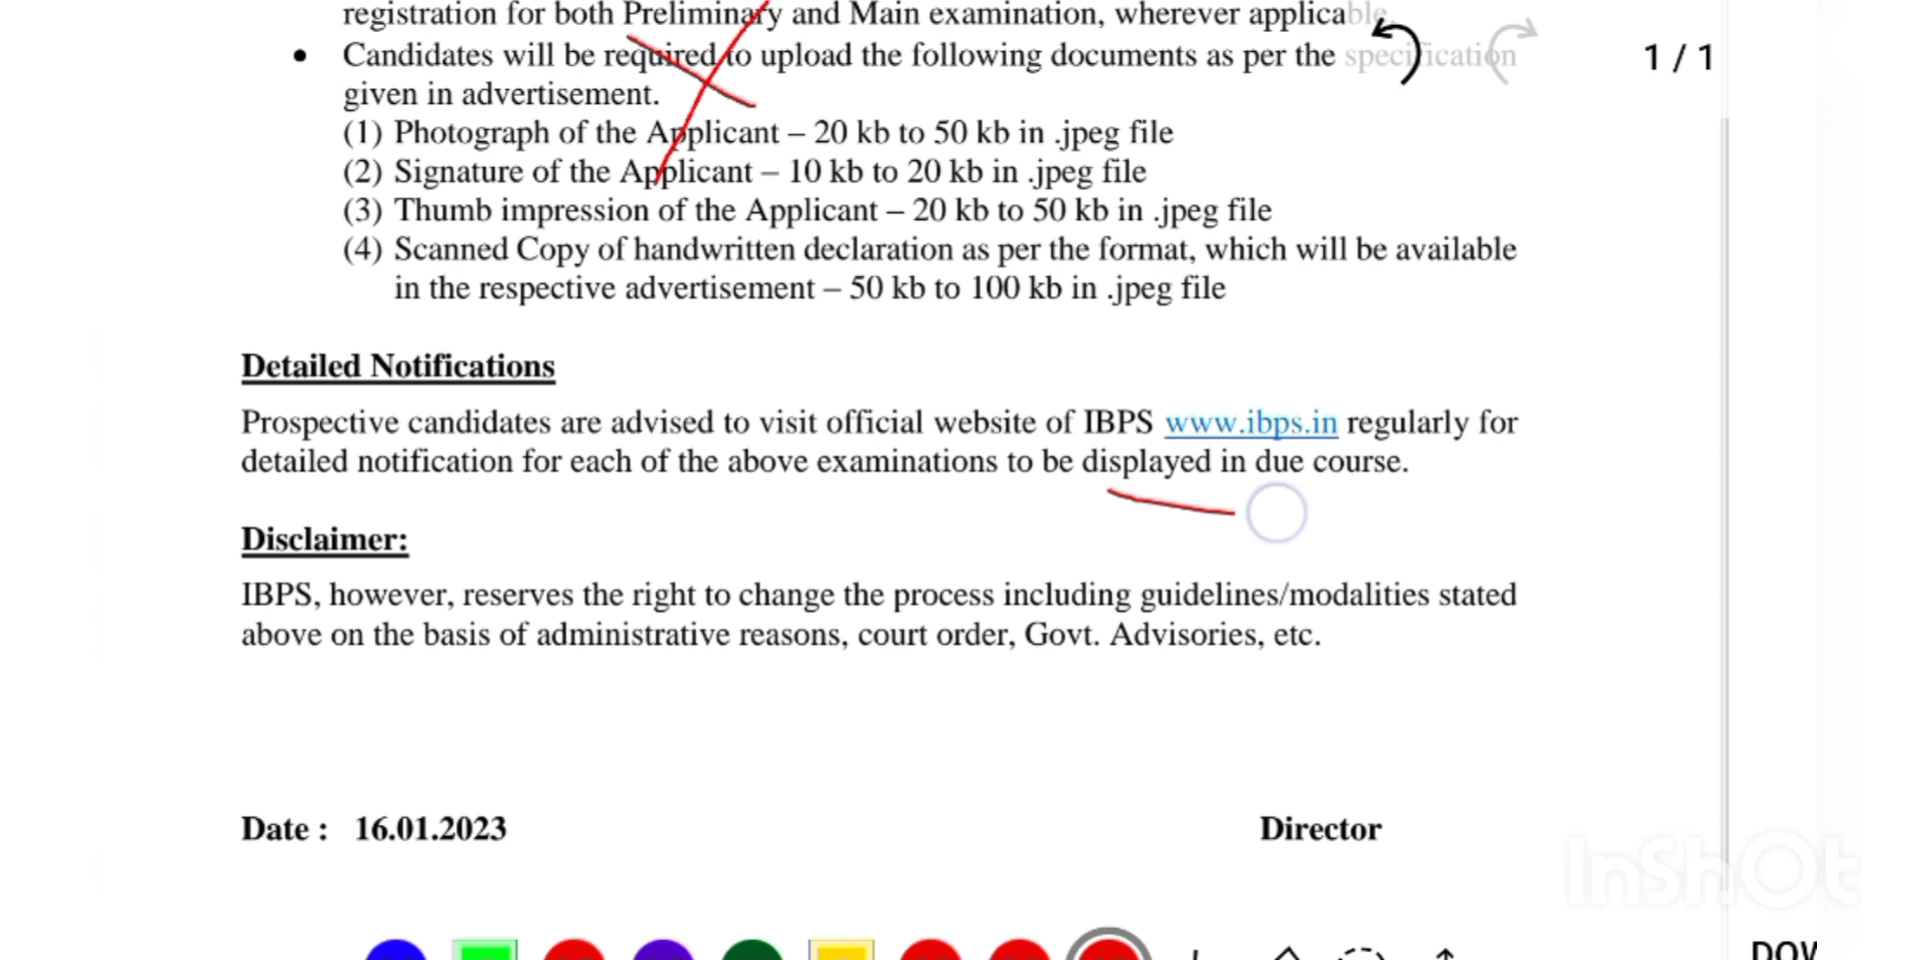 registration for both Preliminary and Main examination, wherever applicable.
• Candidates will be required to upload the following documents as per the specification
1 / 1
given in advertisement.
(1) Photograph of the Applicant – 20 kb to 50 kb in .jpeg file
(2) Signature of the Applicant – 10 kb to 20 kb in .jpeg file
(3) Thumb impression of the Applicant – 20 kb to 50 kb in .jpeg file
(4) Scanned Copy of handwritten declaration as per the format, which will be available
in the respective advertisement – 50 kb to 100 kb in .jpeg file
Detailed Notifications
Prospective candidates are advised to visit official website of IBPS www.ibps.in regularly for
detailed notification for each of the above examinations to be displayed in due course.
Disclaimer:
IBPS, however, reserves the right to change the process including guidelines/modalities stated
above on the basis of administrative reasons, court order, Govt. Advisories, etc.
Date : 16.01.2023 Director
InShOt